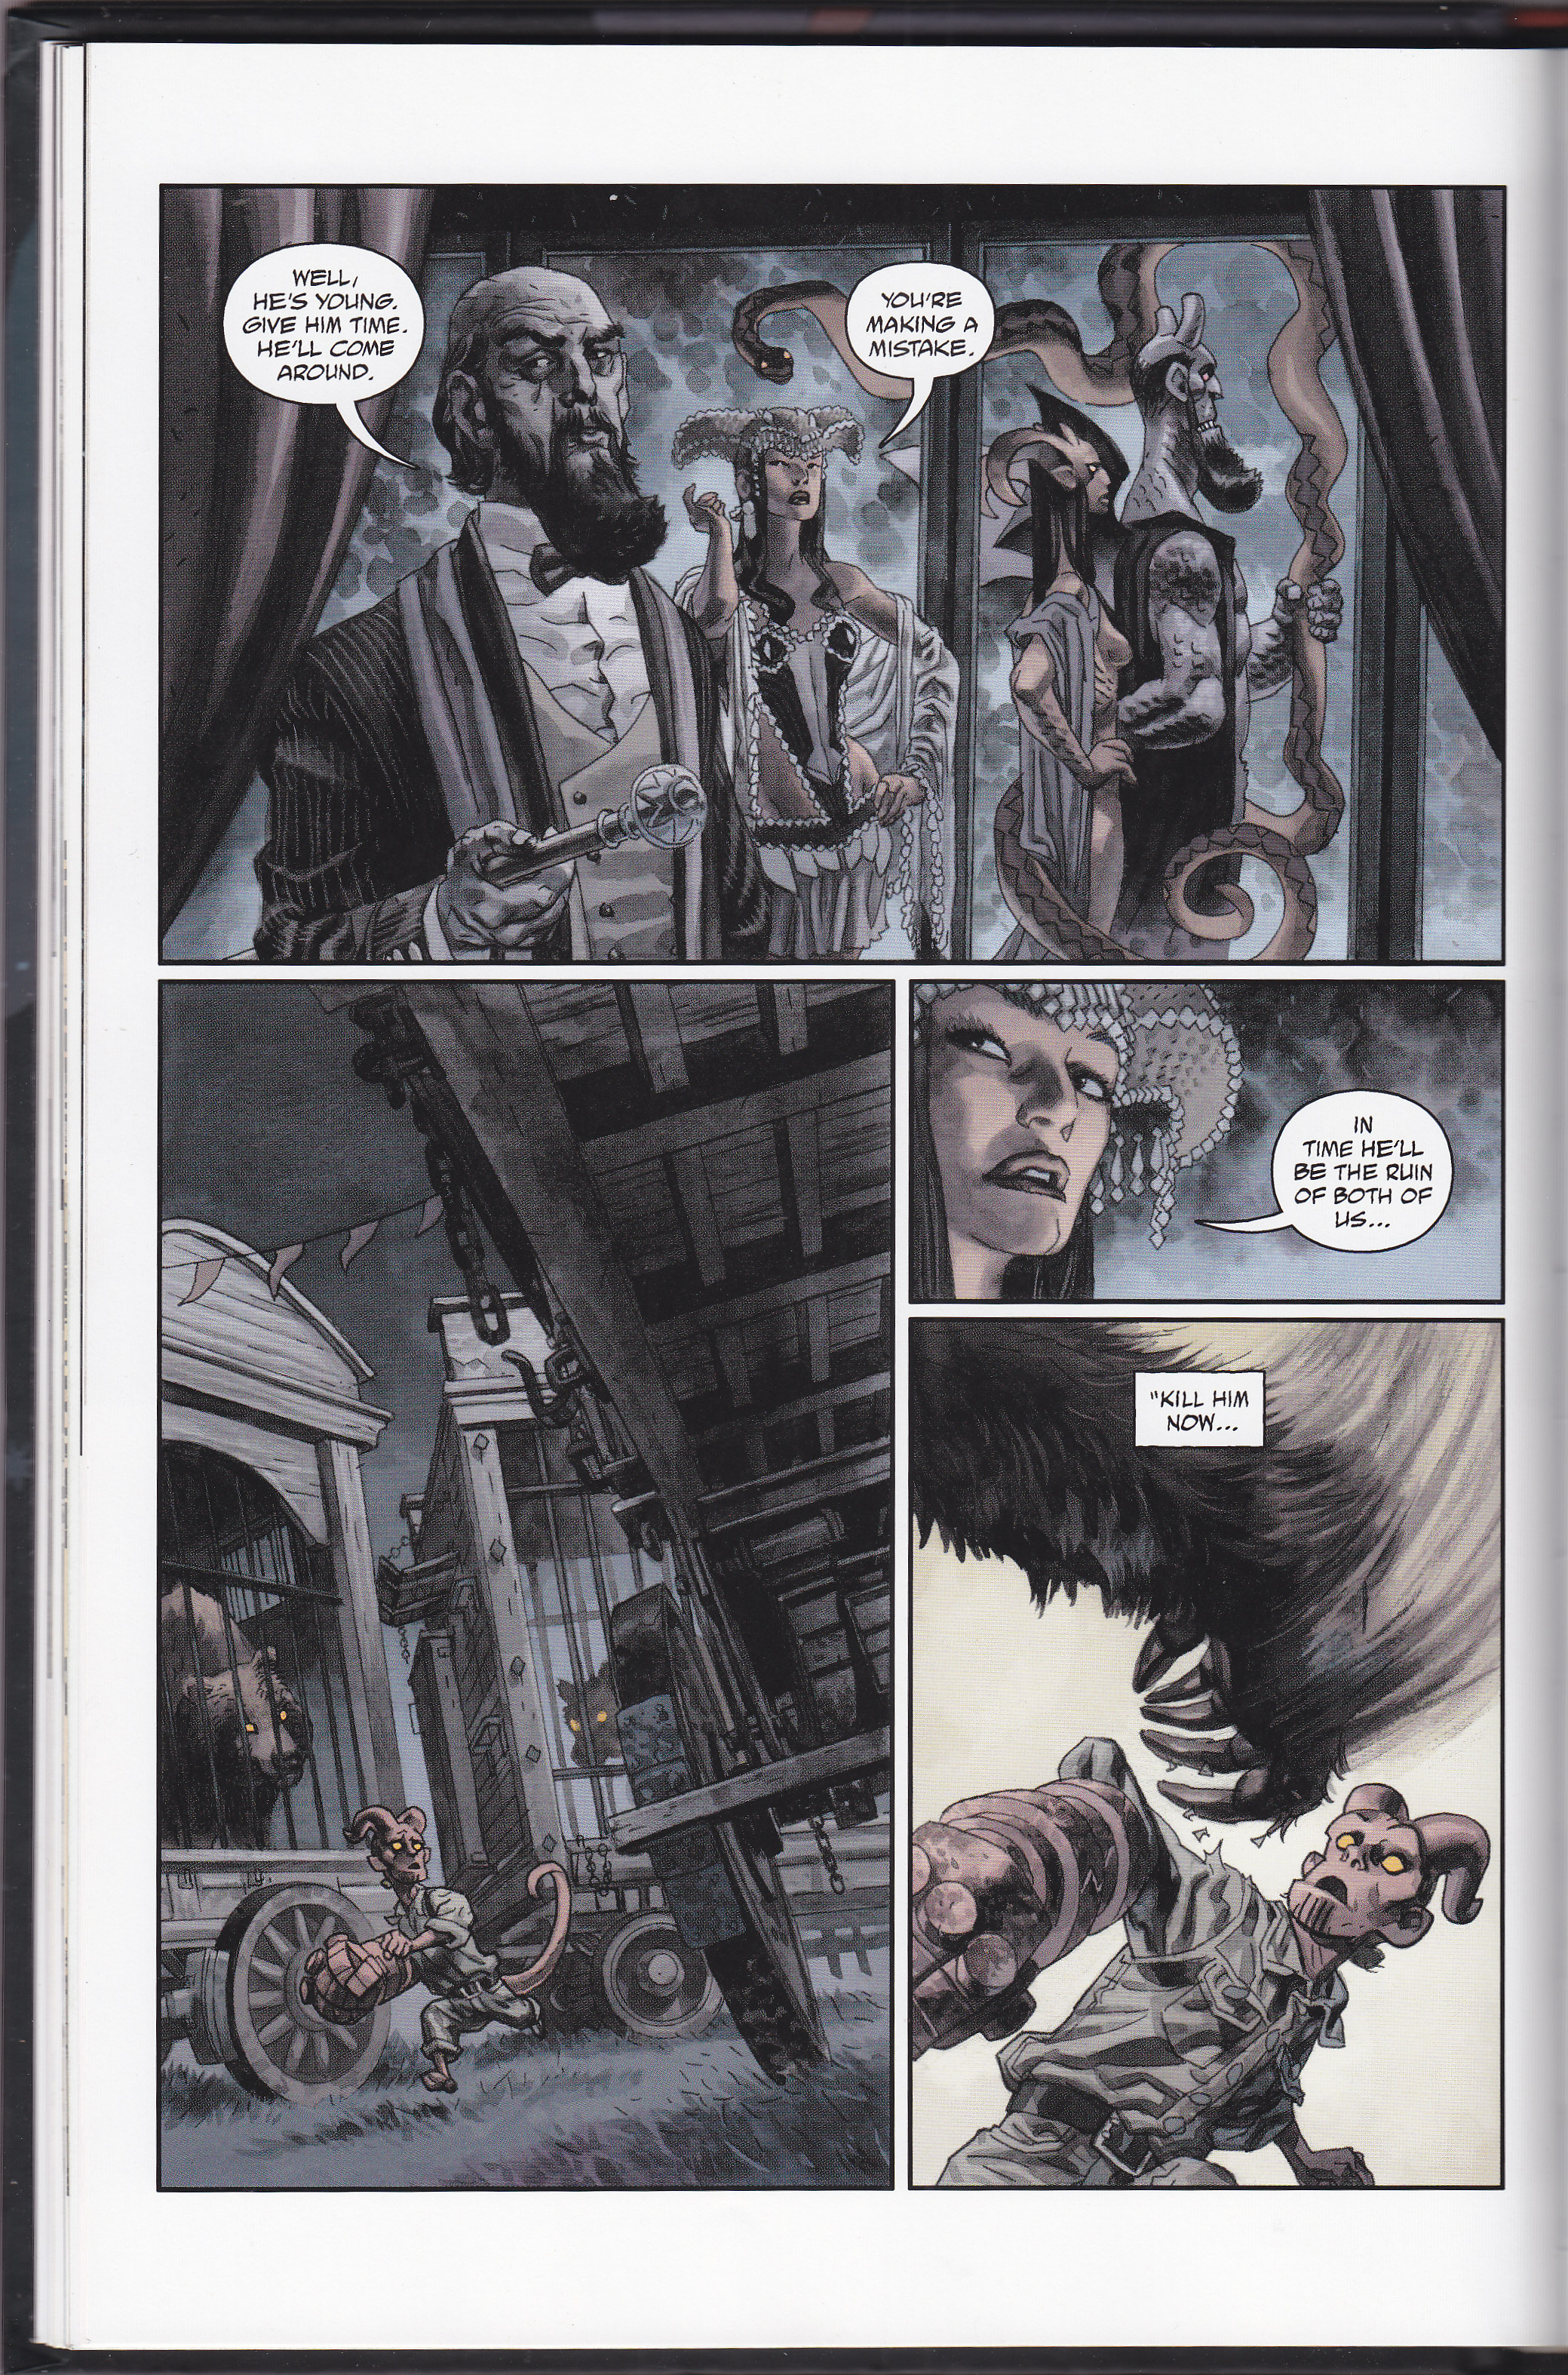 WELL,
HE'S YOUNG.
GIVE HIM TIME.
HE'LL COME
AROUND.
YOU'RE
MAKING A
MISTAKE.
IN
TIME HE'LL
BE THE RUIN
OF BOTH OF
US...
"KILL HIM
NOW...